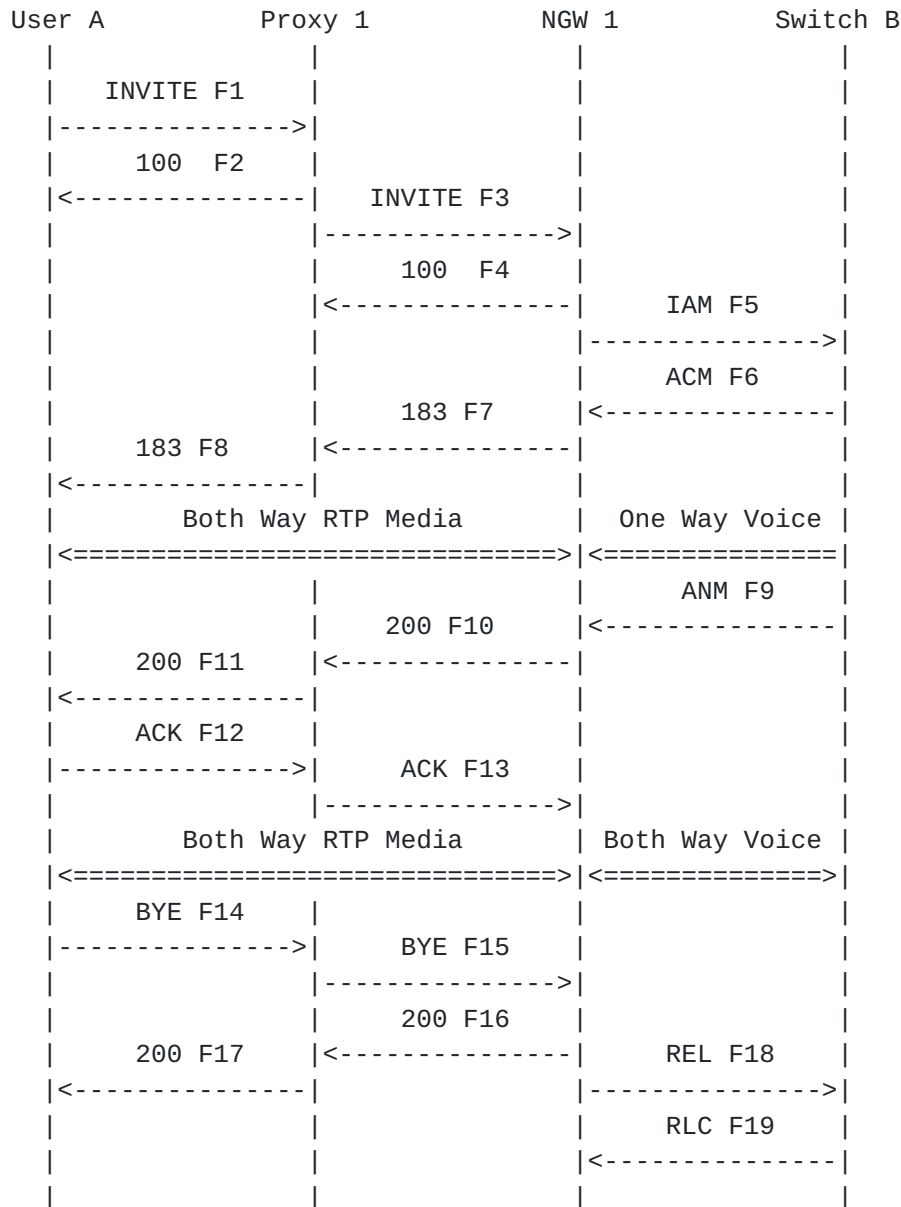 User A Proxy 1 NGW 1 Switch B
INVITE F1
100 F2
INVITE F3
100 F4
IAM F5
ACM F6
183 F7
183 F8
Both Way RTP Media One Way Voice
ANM F9
200 F10
200 F11
ACK F12
ACK F13
Both Way RTP Media Both Way Voice
BYE F14
BYE F15
200 F16
200 F17 REL F18
RLC F19